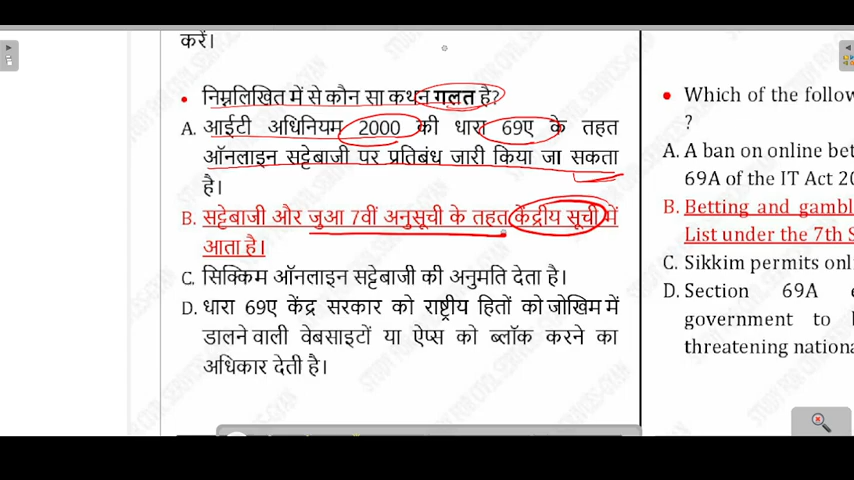 करें।
• निम्नलिखित में से कौन सा कथन गलत है?
A. आईटी अधिनियम 2000 की धारा 69ए के तहत
ऑनलाइन सट्टेबाजी पर प्रतिबंध जारी किया जा सकता
है।
B. सट्टेबाजी और जुआ 7वीं अनुसूची के तहत केंद्रीय सूची में
आता है।
C. सिक्किम ऑनलाइन सट्टेबाजी की अनुमति देता है।
D. धारा 69ए केंद्र सरकार को राष्ट्रीय हितों को जोखिम में
डालने वाली वेबसाइटों या ऐप्स को ब्लॉक करने का
अधिकार देती है।
• Which of the follow
?
A. A ban on online bet
69A of the IT Act 20
B. Betting and gambl
List under the 7th S
C. Sikkim permits onl
D. Section 69A e
government to b
threatening nationa